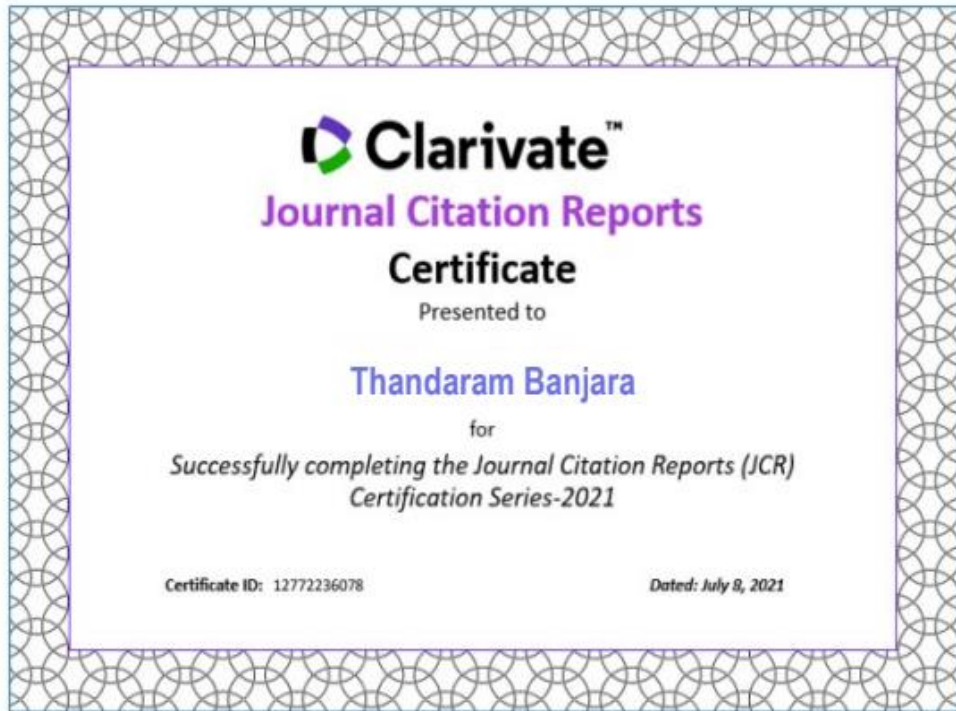 Clarivate™
Journal Citation Reports
Certificate
Presented to
Thandaram Banjara
for
Successfully completing the Journal Citation Reports (JCR)
Certification Series-2021
Certificate ID: 12772236078 Dated: July 8, 2021